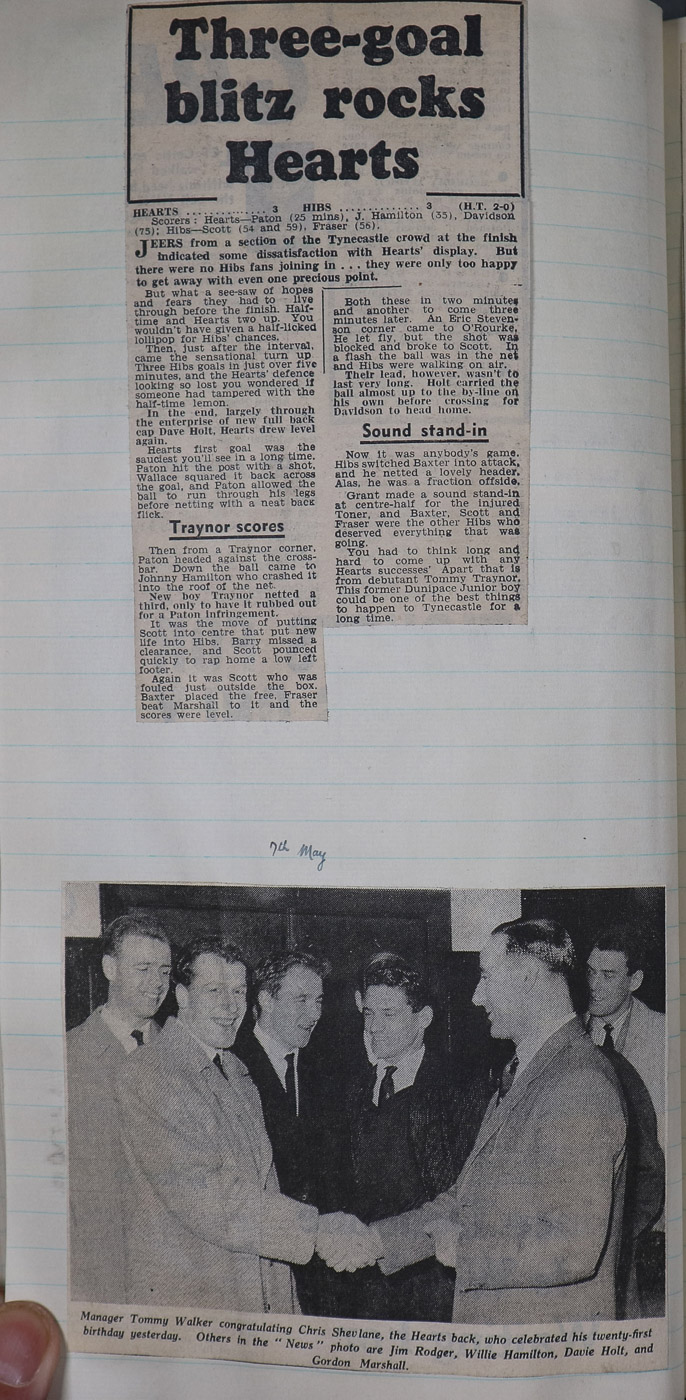 Three-goal
blitz rocks
Hearts
HEARTS .............. 3 HIBS .............. 3 (H.T. 2-0)
Scorers: Hearts—Paton (25 mins), J. Hamilton (35), Davidson
(75); Hibs—Scott (54 and 59), Fraser (56).
JEERS from a section of the Tynecastle crowd at the finish
indicated some dissatisfaction with Hearts' display. But
there were no Hibs fans joining in . . . they were only too happy
to get away with even one precious point.
But what a see-saw of hopes
and fears they had to live
through before the finish. Half-
time and Hearts two up. You
wouldn't have given a half-licked
lollipop for Hibs' chances.
Then, just after the interval,
came the sensational turn up
Three Hibs goals in just over five
minutes, and the Hearts' defence
looking so lost you wondered if
someone had tampered with the
half-time lemon.
In the end, largely through
the enterprise of new full back
cap Dave Holt, Hearts drew level
again.
Hearts first goal was the
sauciest you'll see in a long time.
Paton hit the post with a shot,
Wallace squared it back across
the goal, and Paton allowed the
ball to run through his legs
before netting with a neat back
flick.
Traynor scores
Then from a Traynor corner,
Paton headed against the cross-
bar. Down the ball came to
Johnny Hamilton who crashed it
into the roof of the net.
New boy Traynor netted a
third, only to have it rubbed out
for a Paton infringement.
It was the move of putting
Scott into centre that put new
life into Hibs. Barry missed a
clearance, and Scott pounced
quickly to rap home a low left
footer.
Again it was Scott who was
fouled just outside the box.
Baxter placed the free, Fraser
beat Marshall to it and the
scores were level.
Both these in two minutes
and another to come three
minutes later. An Eric Steven-
son corner came to O'Rourke.
He let fly, but the shot was
blocked and broke to Scott. In
a flash the ball was in the net
and Hibs were walking on air.
Their lead, however, wasn't to
last very long. Holt carried the
ball almost up to the by-line on
his own before crossing for
Davidson to head home.
Sound stand-in
Now it was anybody's game.
Hibs switched Baxter into attack,
and he netted a lovely header.
Alas, he was a fraction offside.
Grant made a sound stand-in
at centre-half for the injured
Toner, and Baxter, Scott and
Fraser were the other Hibs who
deserved everything that was
going.
You had to think long and
hard to come up with any
Hearts successes' Apart that is
from debutant Tommy Traynor.
This former Dunipace Junior boy
could be one of the best things
to happen to Tynecastle for a
long time.
7th May
Manager Tommy Walker congratulating Chris Shevlane, the Hearts back, who celebrated his twenty-first
birthday yesterday. Others in the "News" photo are Jim Rodger, Willie Hamilton, Davie Holt, and
Gordon Marshall.